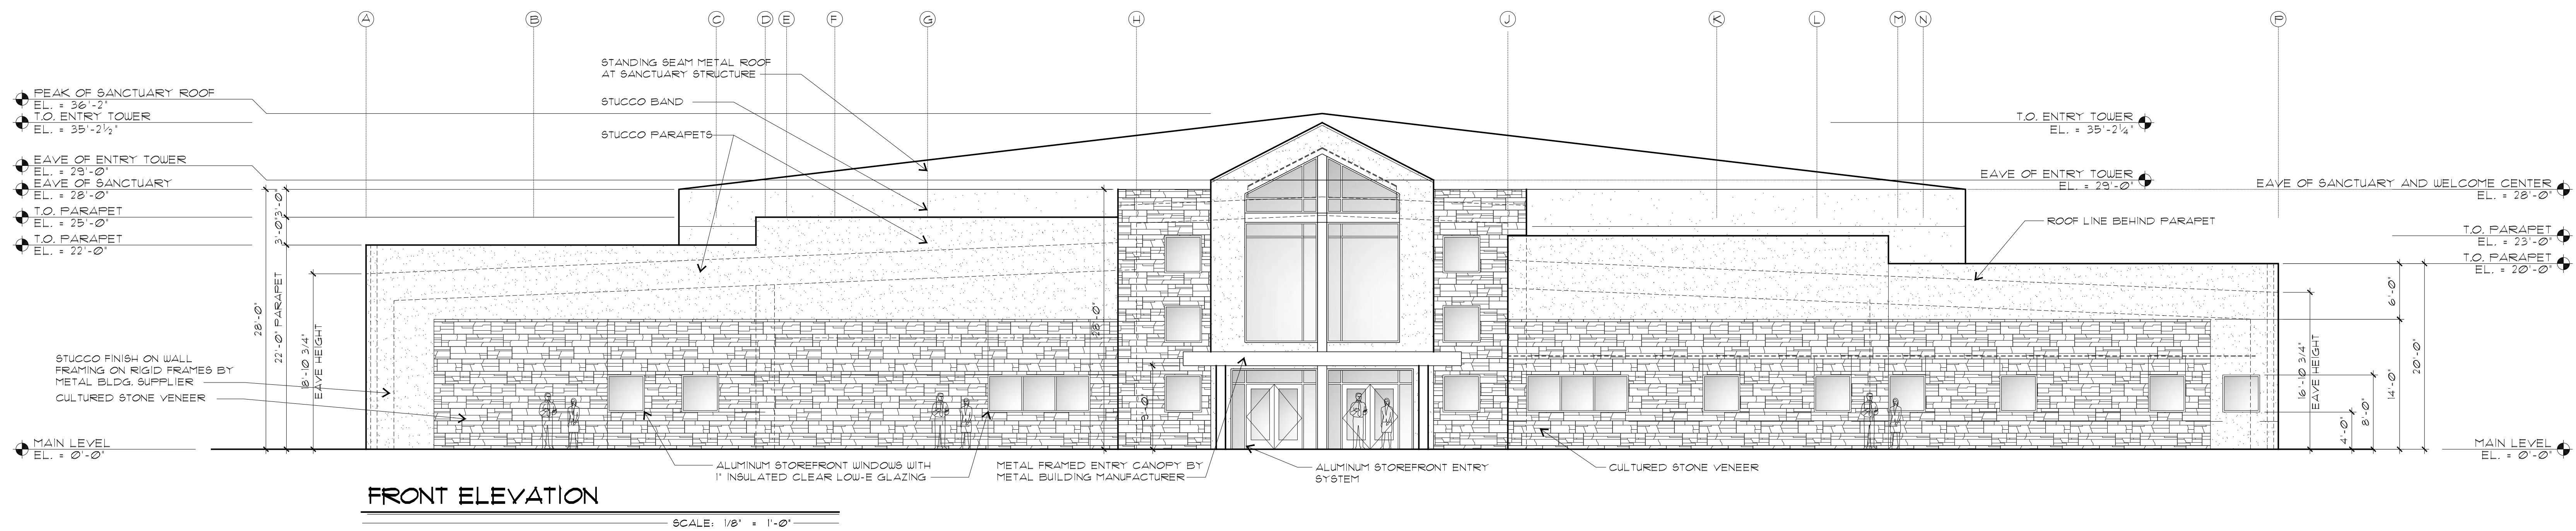 A B C D E F G H J K L M N P
STANDING SEAM METAL ROOF
AT SANCTUARY STRUCTURE
STUCCO BAND
STUCCO PARAPETS
PEAK OF SANCTUARY ROOF
EL. = 36'-2"
T.O. ENTRY TOWER
EL. = 35'-2½"
EAVE OF ENTRY TOWER
EL. = 29'-0"
EAVE OF SANCTUARY
EL. = 28'-0"
T.O. PARAPET
EL. = 25'-0"
T.O. PARAPET
EL. = 22'-0"
3'-0"
3'-0"
28'-0"
22'-0" PARAPET
18'-10 3/4"
EAVE HEIGHT
STUCCO FINISH ON WALL
FRAMING ON RIGID FRAMES BY
METAL BLDG. SUPPLIER
CULTURED STONE VENEER
MAIN LEVEL
EL. = 0'-0"
28'-0"
T.O. ENTRY TOWER
EL. = 35'-2¼"
EAVE OF ENTRY TOWER
EL. = 29'-0"
EAVE OF SANCTUARY AND WELCOME CENTER
EL. = 28'-0"
ROOF LINE BEHIND PARAPET
T.O. PARAPET
EL. = 23'-0"
T.O. PARAPET
EL. = 20'-0"
6'-0"
14'-0"
20'-0"
16'-10 3/4"
EAVE HEIGHT
4'-0"
8'-0"
MAIN LEVEL
EL. = 0'-0"
ALUMINUM STOREFRONT WINDOWS WITH
1" INSULATED CLEAR LOW-E GLAZING
METAL FRAMED ENTRY CANOPY BY
METAL BUILDING MANUFACTURER
ALUMINUM STOREFRONT ENTRY
SYSTEM
CULTURED STONE VENEER
FRONT ELEVATION
SCALE: 1/8" = 1'-0"